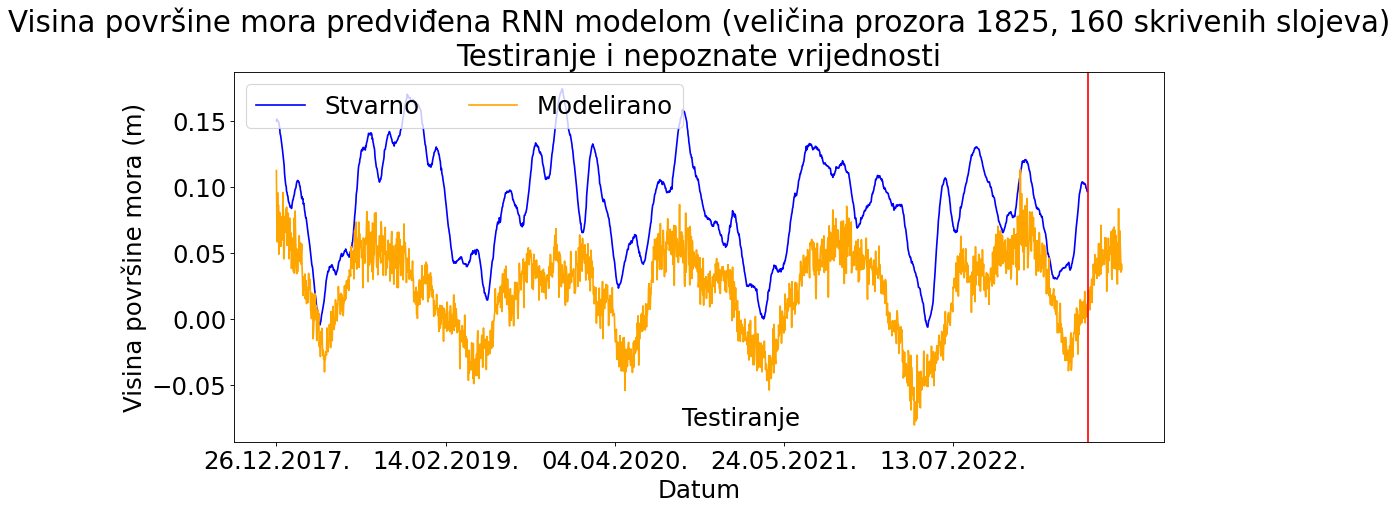 Visina površine mora predviđena RNN modelom (veličina prozora 1825, 160 skrivenih slojeva)
Testiranje i nepoznate vrijednosti
Stvarno
Modelirano
Visina površine mora (m)
0.15
0.10
0.05
0.00
−0.05
Testiranje
26.12.2017.
14.02.2019.
04.04.2020.
24.05.2021.
13.07.2022.
Datum